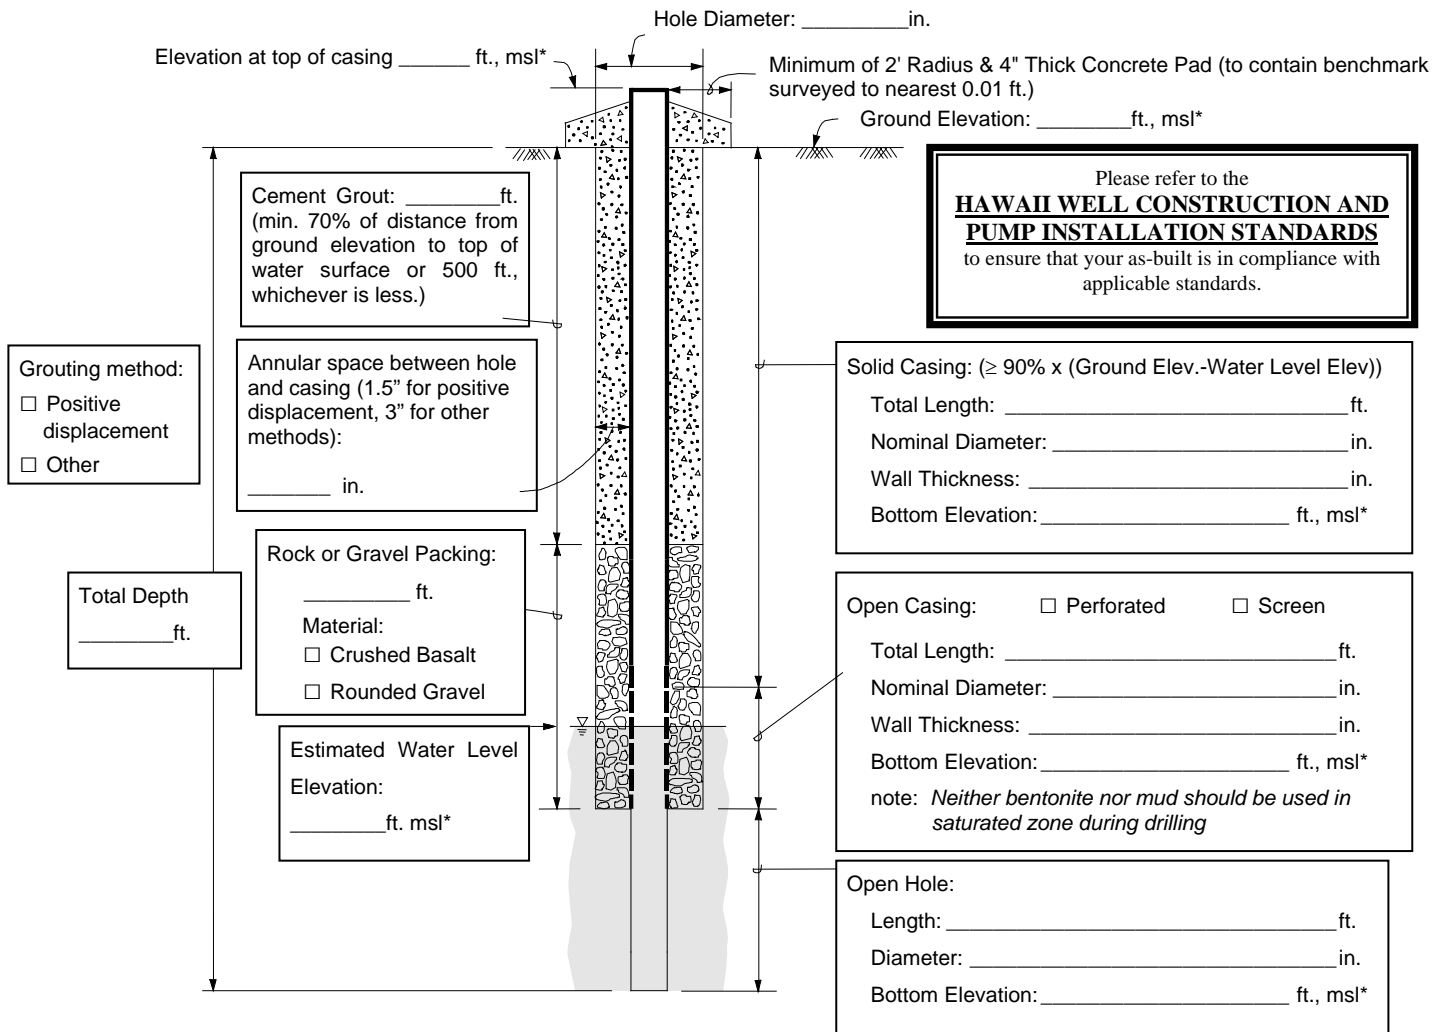 Hole Diameter: _________in.
Elevation at top of casing ______ ft., msl*
Minimum of 2' Radius & 4" Thick Concrete Pad (to contain benchmark
surveyed to nearest 0.01 ft.)
Ground Elevation: ________ft., msl*
Please refer to the
HAWAII WELL CONSTRUCTION AND
PUMP INSTALLATION STANDARDS
to ensure that your as-built is in compliance with
applicable standards.
Cement Grout: ________ft.
(min. 70% of distance from
ground elevation to top of
water surface or 500 ft.,
whichever is less.)
Grouting method:
☐ Positive
displacement
☐ Other
Annular space between hole
and casing (1.5” for positive
displacement, 3” for other
methods):
_______ in.
Rock or Gravel Packing:
_________ ft.
Material:
☐ Crushed Basalt
☐ Rounded Gravel
Total Depth
________ft.
Estimated Water Level
Elevation:
________ft. msl*
Solid Casing: (≥ 90% x (Ground Elev.-Water Level Elev))
Total Length: _____________________________ft.
Nominal Diameter: _________________________in.
Wall Thickness: ___________________________in.
Bottom Elevation:_____________________ ft., msl*
Open Casing: ☐ Perforated ☐ Screen
Total Length: ____________________________ft.
Nominal Diameter: ________________________in.
Wall Thickness: __________________________in.
Bottom Elevation:_____________________ ft., msl*
note: Neither bentonite nor mud should be used in
saturated zone during drilling
Open Hole:
Length: _________________________________ft.
Diameter: _______________________________in.
Bottom Elevation:_____________________ ft., msl*